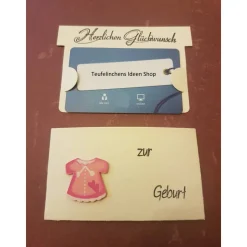 Herzlichen Glückwunsch
Teufelinchens Ideen Shop
zur
Geburt